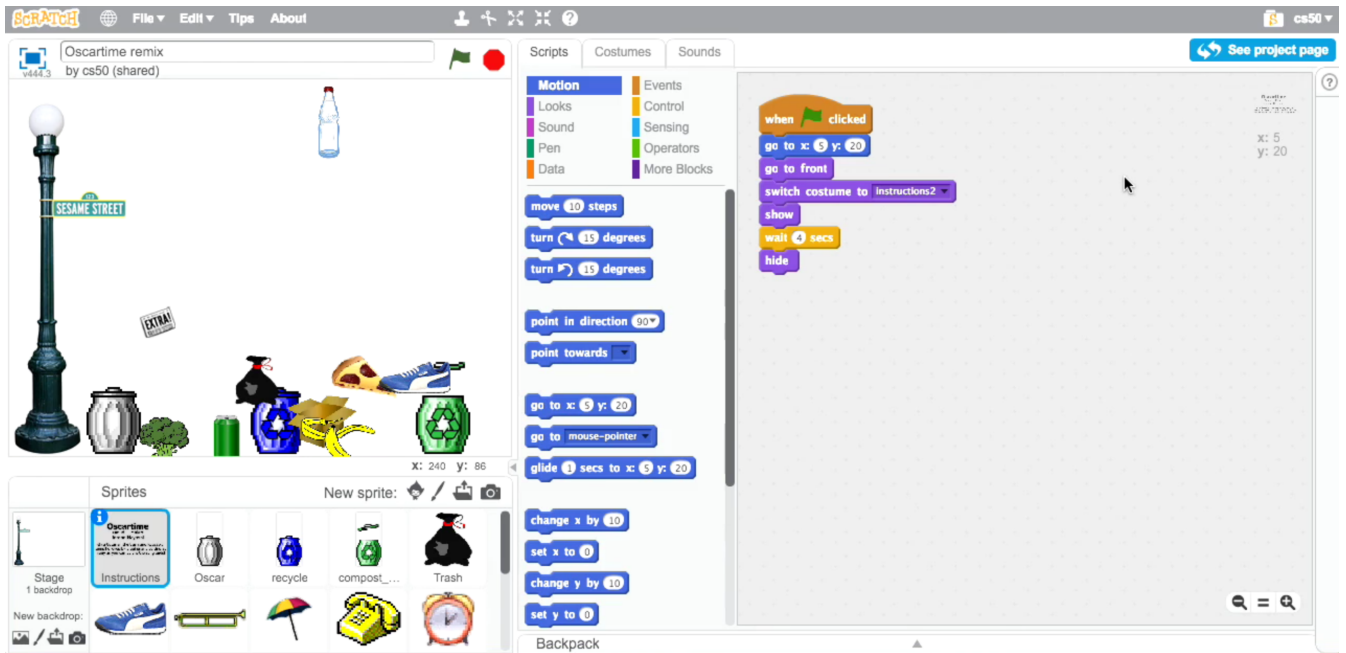 SCRATCH File▼ Edit▼ Tips About cs50▼
Oscartime remix
v444.3 by cs50 (shared)
Scripts Costumes Sounds See project page
Motion Events
Looks Control
Sound Sensing
Pen Operators
Data More Blocks
SESAME STREET
EXTRA!
X: 240 y: 86
move 10 steps
turn 15 degrees
turn 15 degrees
point in direction 90▼
point towards
go to x: 5 y: 20
go to mouse-pointer
glide 1 secs to x: 5 y: 20
change x by 10
set x to 0
change y by 10
set y to 0
when clicked
go to x: 5 y: 20
go to front
switch costume to instructions2
show
wait 4 secs
hide
x: 5
y: 20
Sprites New sprite:
Oscartime
Stage
1 backdrop
New backdrop:
Instructions Oscar recycle compost_... Trash
Backpack